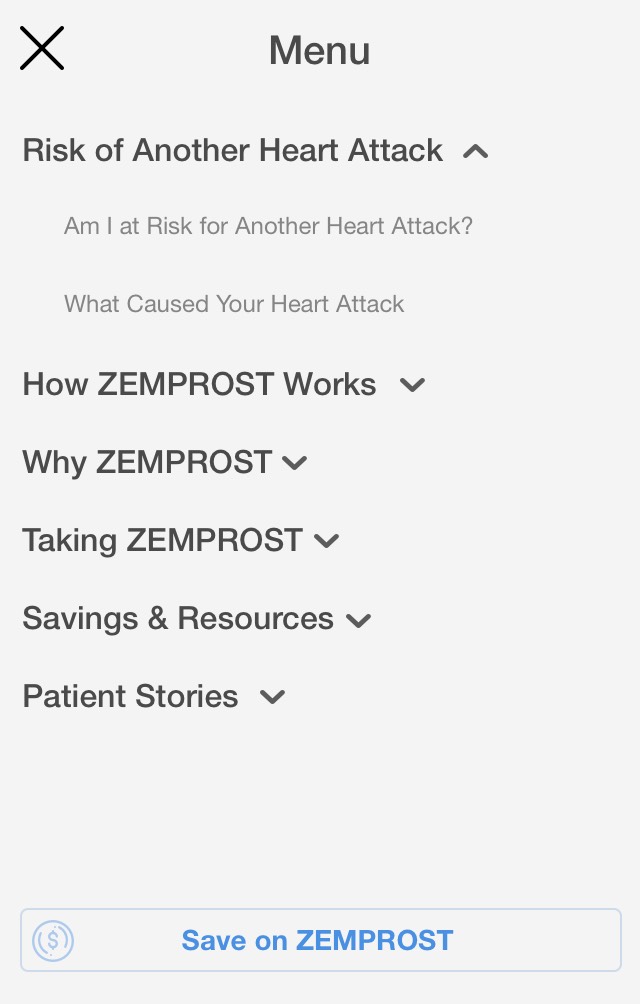 Menu
Risk of Another Heart Attack
Am I at Risk for Another Heart Attack?
What Caused Your Heart Attack
How ZEMPROST Works
Why ZEMPROST
Taking ZEMPROST
Savings & Resources
Patient Stories
$ Save on ZEMPROST